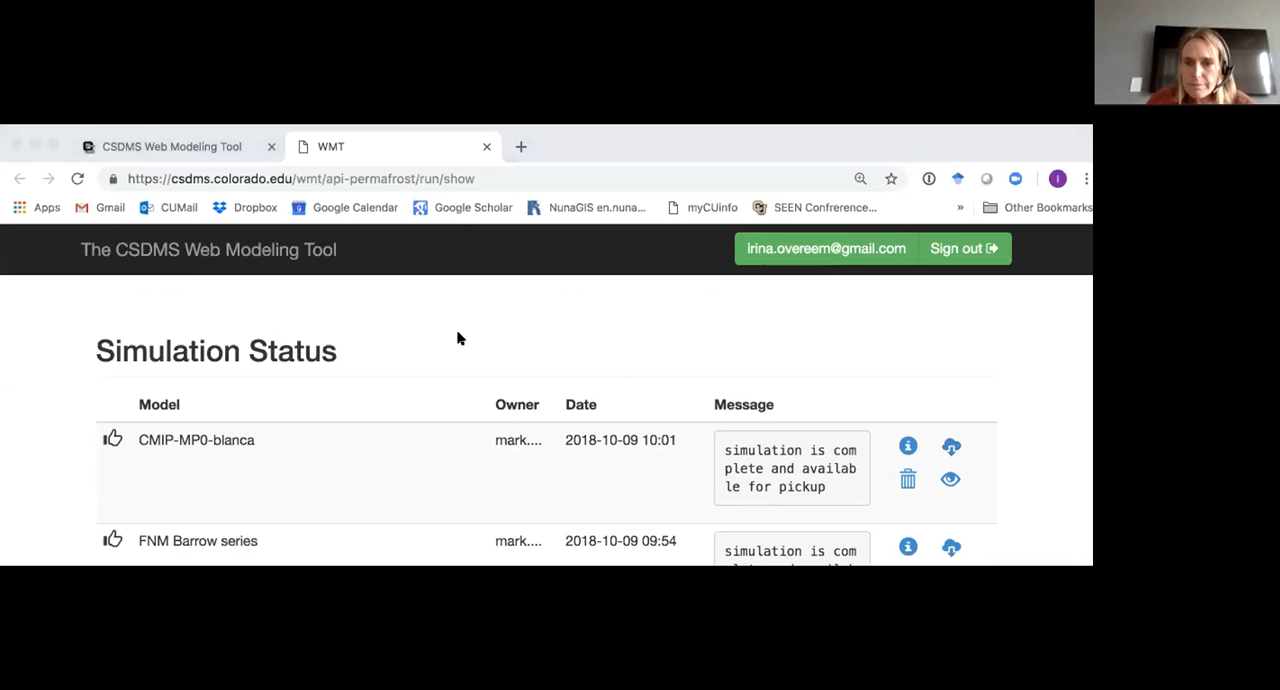 CSDMS Web Modeling Tool
WMT
https://csdms.colorado.edu/wmt/api-permafrost/run/show
Apps Gmail CUMail Dropbox 9 Google Calendar Google Scholar NunaGIS en.nuna... myCUinfo SEEN Confrerence... » Other Bookmarks
I
The CSDMS Web Modeling Tool irina.overeem@gmail.com Sign out
Simulation Status
Model Owner Date Message
CMIP-MP0-blanca mark.... 2018-10-09 10:01
simulation is com
plete and availab
le for pickup
FNM Barrow series mark.... 2018-10-09 09:54
simulation is com